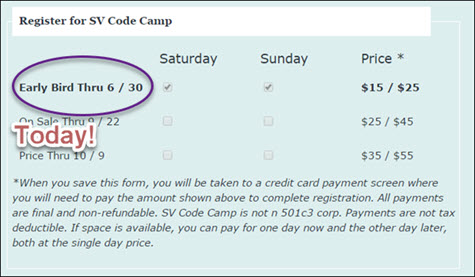 Register for SV Code Camp
Saturday Sunday Price *
Early Bird Thru 6 / 30 $15 / $25
On Sale Thru 9 / 22 $25 / $45
Today!
Price Thru 10 / 9 $35 / $55
*When you save this form, you will be taken to a credit card payment screen where
you will need to pay the amount shown above to complete registration. All payments
are final and non-refundable. SV Code Camp is not n 501c3 corp. Payments are not tax
deductible. If space is available, you can pay for one day now and the other day later,
both at the single day price.